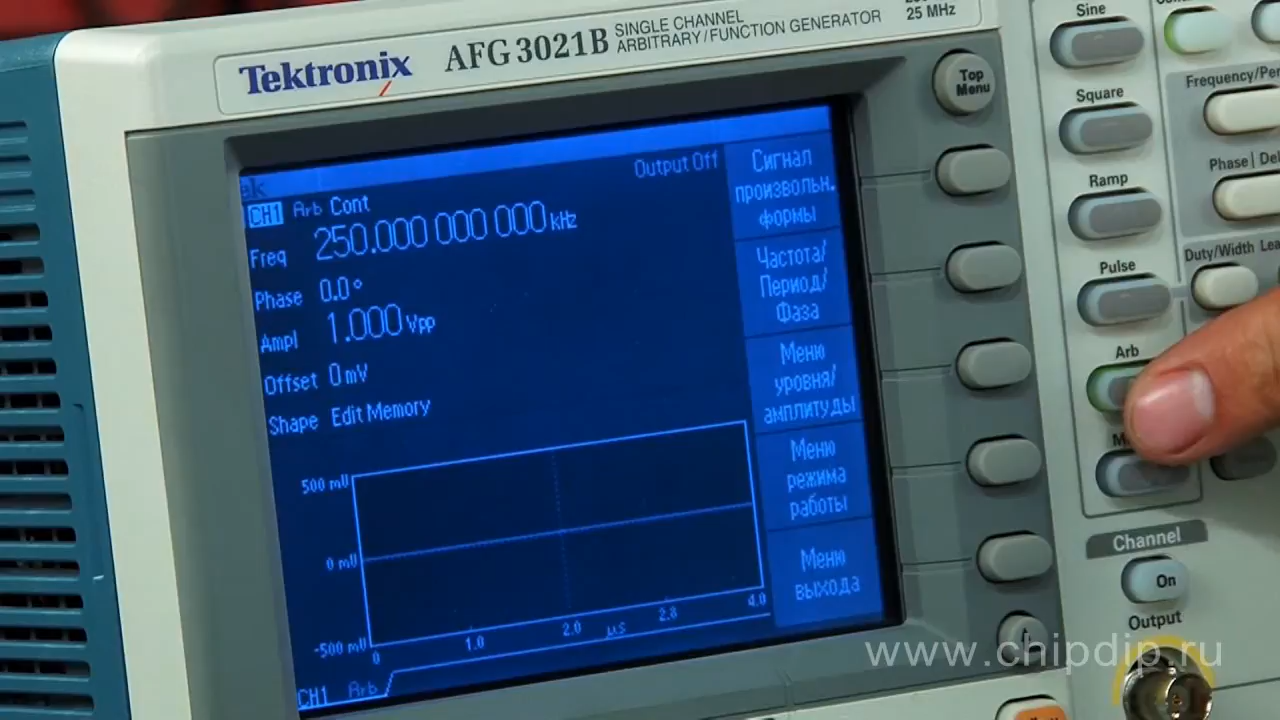 Tektronix
AFG 3021B
SINGLE CHANNEL
ARBITRARY/FUNCTION GENERATOR
25 MHz
Top
Menu
Sine
Square
Ramp
Pulse
Arb
Frequency/Per
Phase | Del
Duty/Width Lea
Channel
On
Output
Output Off
CH1 Arb Cont
Freq 250.000 000 000 kHz
Phase 0.0 °
Ampl 1.000 Vpp
Offset 0 mV
Shape Edit Memory
500 mV
0 mV
-500 mV
0 1.0 2.0 µs 2.8 4.0
CH1 Arb
Сигнал
произвольн.
формы
Частота/
Период/
Фаза
Меню
уровня/
амплитуды
Меню
режима
работы
Меню
выхода
www.chipdip.ru